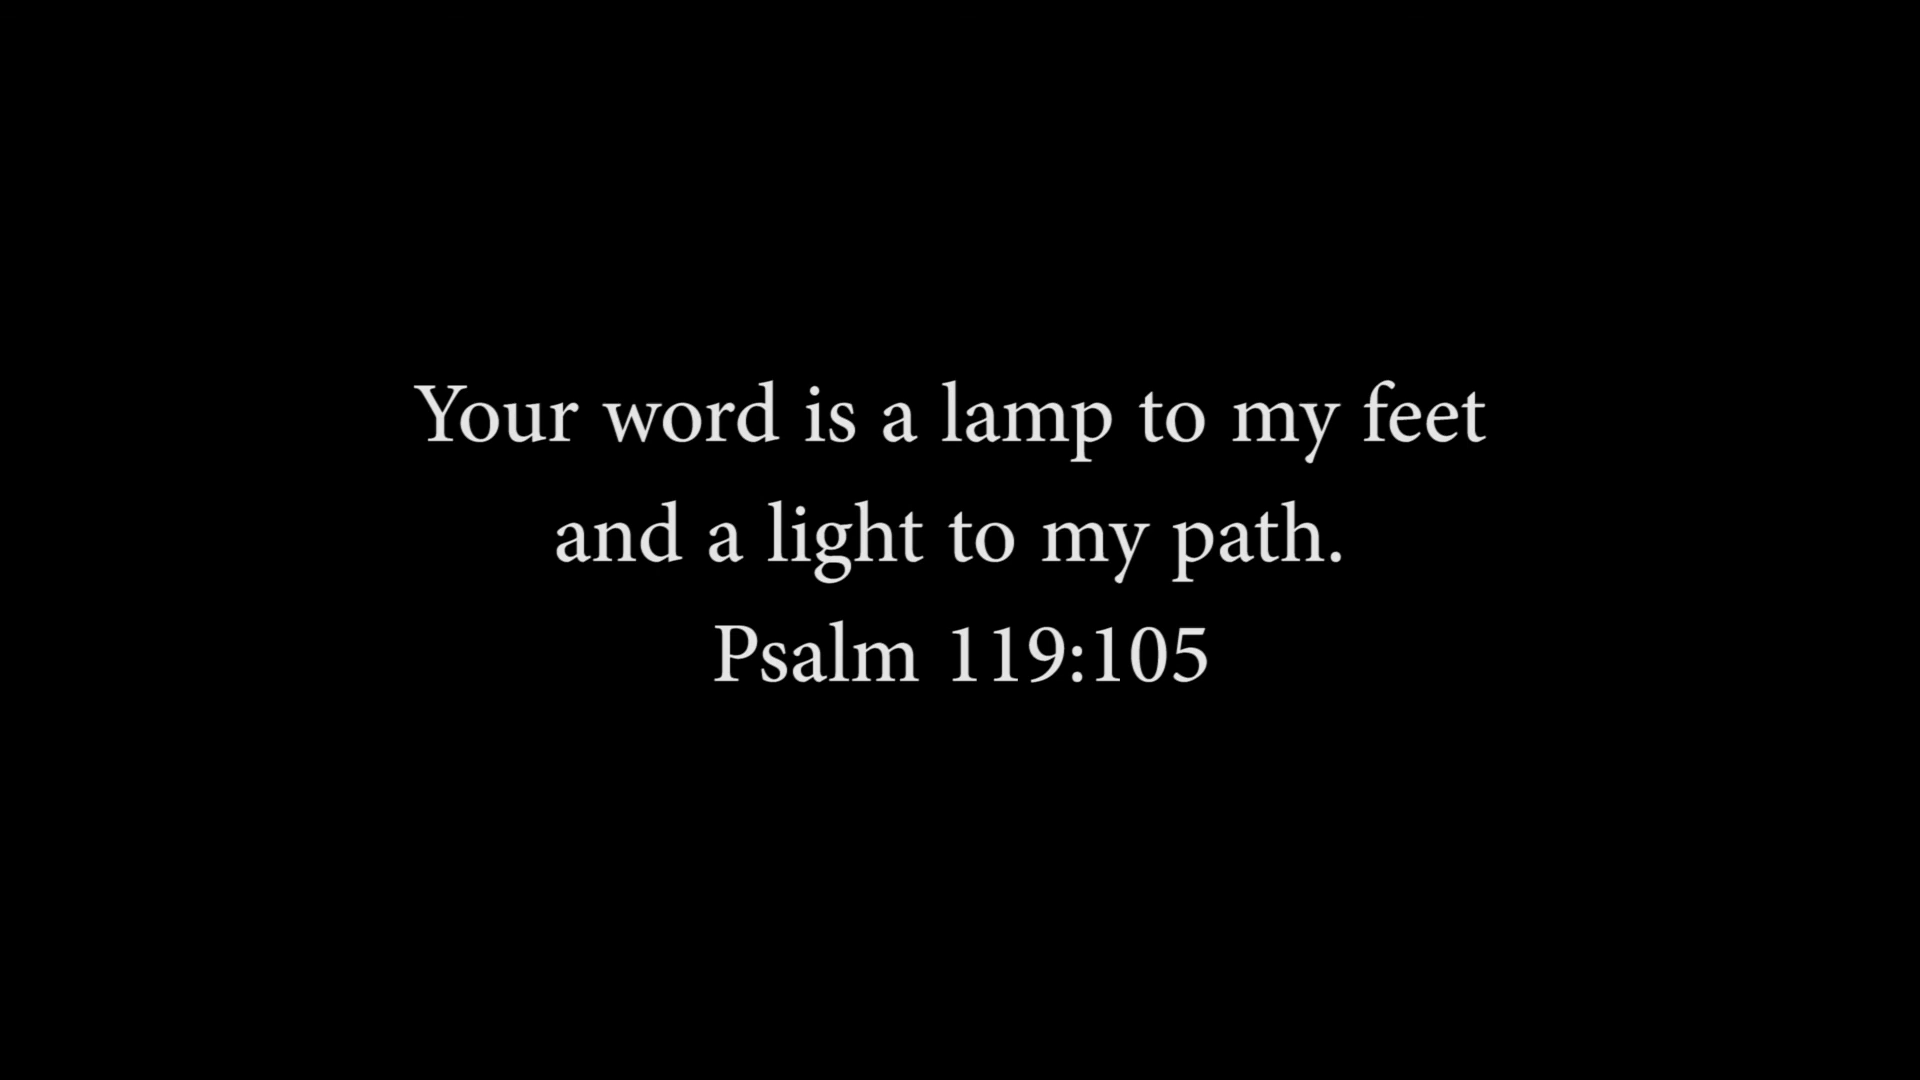 Your word is a lamp to my feet
and a light to my path.
Psalm 119:105